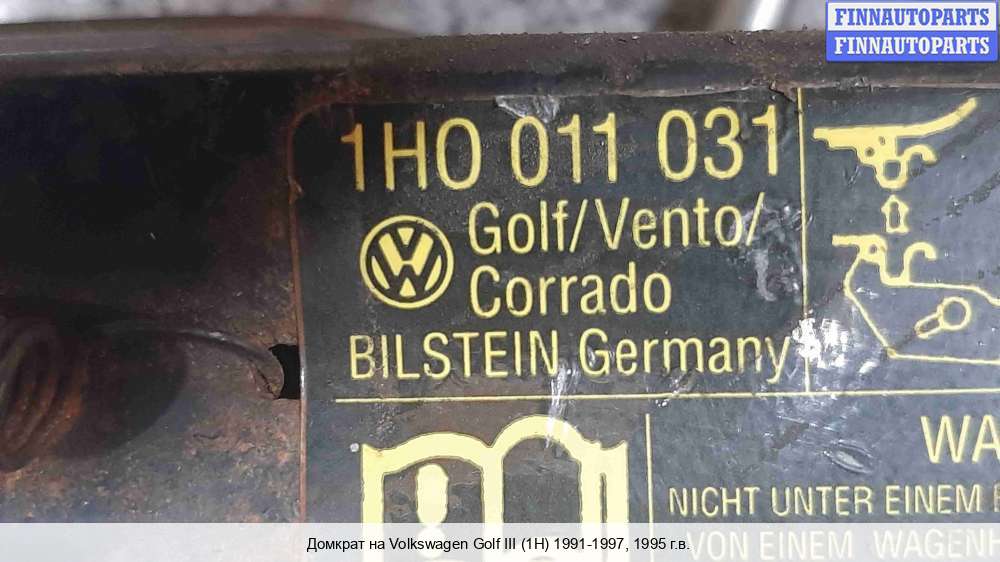 FINNAUTOPARTS
FINNAUTOPARTS
1H0 011 031
Golf/Vento/
Corrado
BILSTEIN Germany
WA
NICHT UNTER EINEM
VON EINEM WAGENH
Домкрат на Volkswagen Golf III (1H) 1991-1997, 1995 г.в.